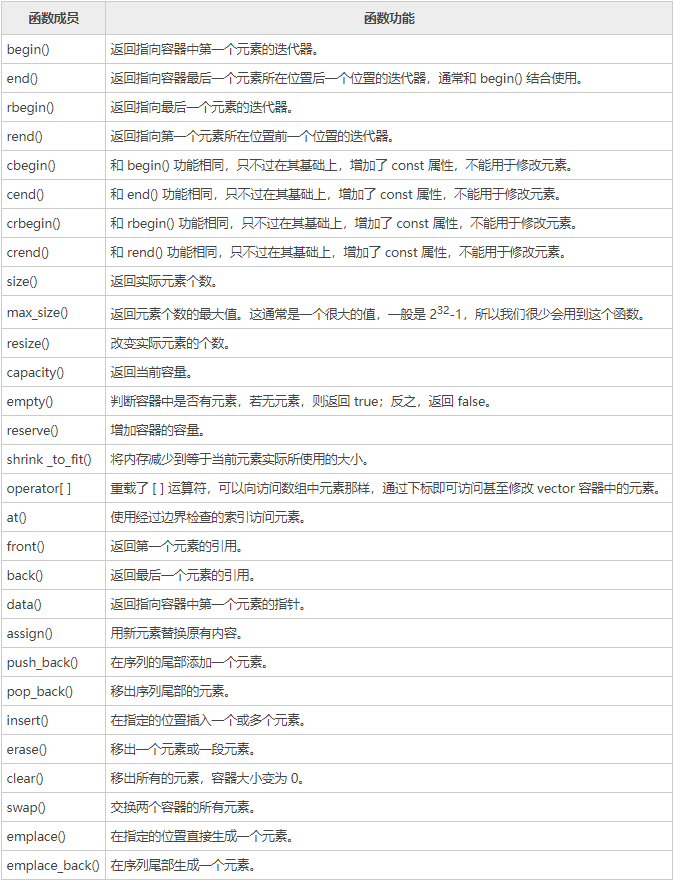 函数成员 函数功能
begin() 返回指向容器中第一个元素的迭代器。
end() 返回指向容器最后一个元素所在位置后一个位置的迭代器，通常和 begin() 结合使用。
rbegin() 返回指向最后一个元素的迭代器。
rend() 返回指向第一个元素所在位置前一个位置的迭代器。
cbegin() 和 begin() 功能相同，只不过在其基础上，增加了 const 属性，不能用于修改元素。
cend() 和 end() 功能相同，只不过在其基础上，增加了 const 属性，不能用于修改元素。
crbegin() 和 rbegin() 功能相同，只不过在其基础上，增加了 const 属性，不能用于修改元素。
crend() 和 rend() 功能相同，只不过在其基础上，增加了 const 属性，不能用于修改元素。
size() 返回实际元素个数。
max_size() 返回元素个数的最大值。这通常是一个很大的值，一般是 2³²-1，所以我们很少会用到这个函数。
resize() 改变实际元素的个数。
capacity() 返回当前容量。
empty() 判断容器中是否有元素，若无元素，则返回 true；反之，返回 false。
reserve() 增加容器的容量。
shrink _to_fit() 将内存减少到等于当前元素实际所使用的大小。
operator[ ] 重载了 [ ] 运算符，可以向访问数组中元素那样，通过下标即可访问甚至修改 vector 容器中的元素。
at() 使用经过边界检查的索引访问元素。
front() 返回第一个元素的引用。
back() 返回最后一个元素的引用。
data() 返回指向容器中第一个元素的指针。
assign() 用新元素替换原有内容。
push_back() 在序列的尾部添加一个元素。
pop_back() 移出序列尾部的元素。
insert() 在指定的位置插入一个或多个元素。
erase() 移出一个元素或一段元素。
clear() 移出所有的元素，容器大小变为 0。
swap() 交换两个容器的所有元素。
emplace() 在指定的位置直接生成一个元素。
emplace_back() 在序列尾部生成一个元素。